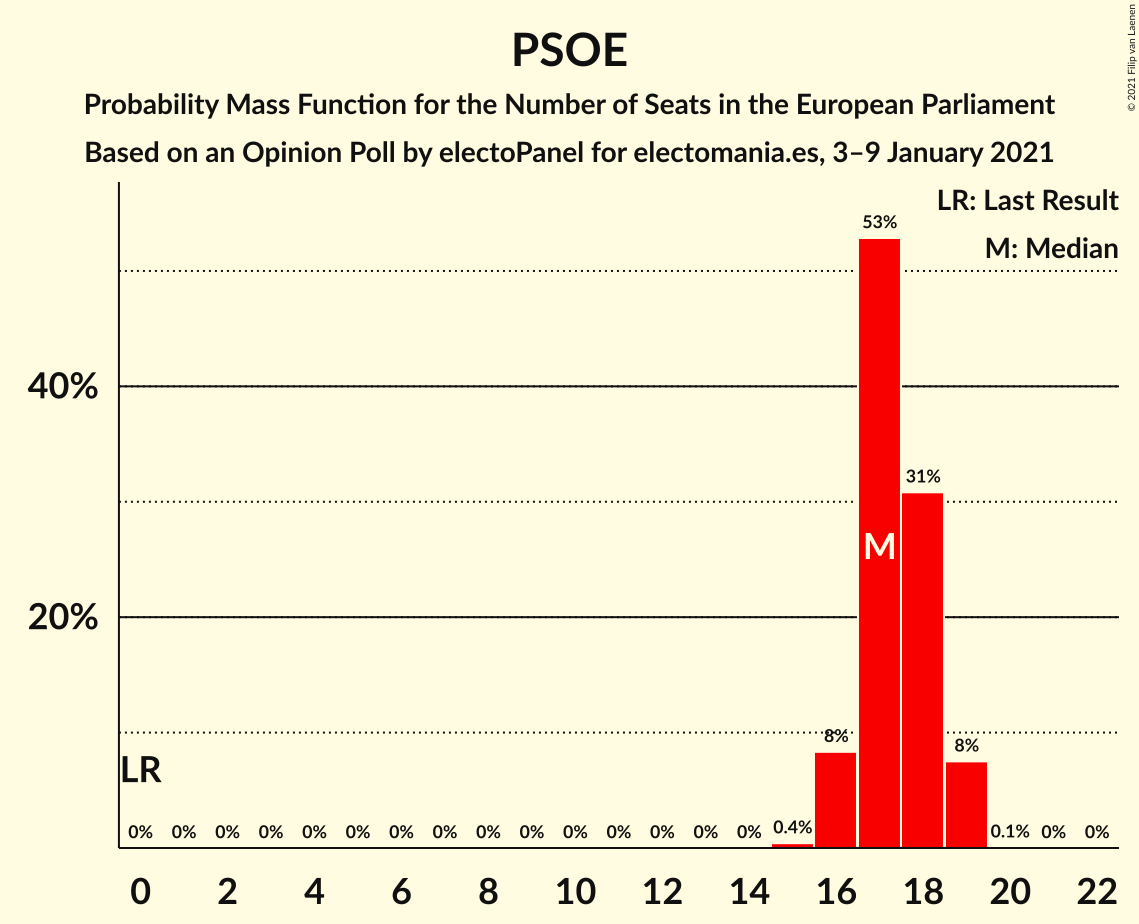 PSOE
Probability Mass Function for the Number of Seats in the European Parliament
Based on an Opinion Poll by electoPanel for electomania.es, 3–9 January 2021
© 2021 Filip van Laenen
LR: Last Result
M: Median
40%
20%
53%
31%
M
8%
8%
LR
0% 0% 0% 0% 0% 0% 0% 0% 0% 0% 0% 0% 0% 0% 0% 0.4% 0.1% 0% 0%
0 2 4 6 8 10 12 14 16 18 20 22